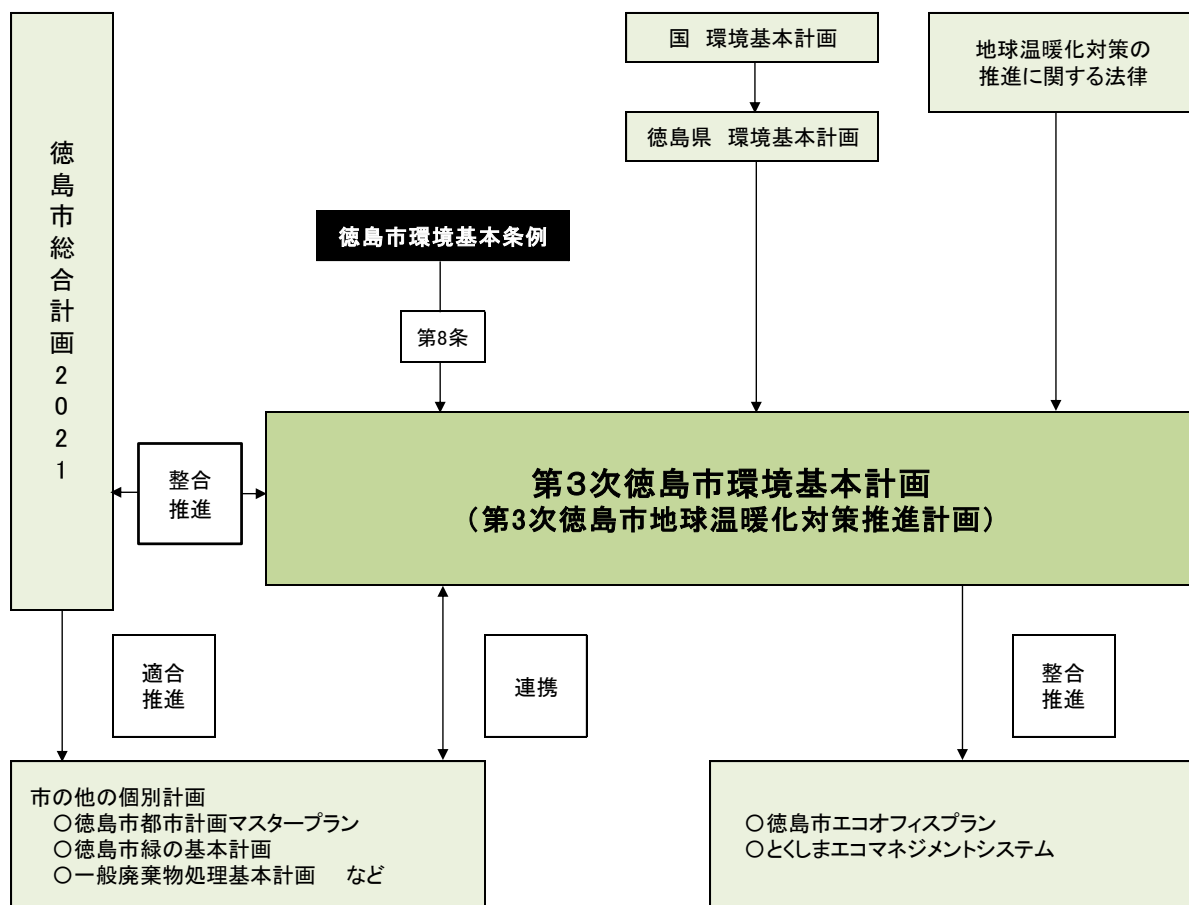 国 環境基本計画
地球温暖化対策の
推進に関する法律
徳島県 環境基本計画
徳島市総合計画2021
徳島市環境基本条例
第8条
整合
推進
第3次徳島市環境基本計画
（第3次徳島市地球温暖化対策推進計画）
適合
推進
連携
整合
推進
市の他の個別計画
○徳島市都市計画マスタープラン
○徳島市緑の基本計画
○一般廃棄物処理基本計画 など
○徳島市エコオフィスプラン
○とくしまエコマネジメントシステム